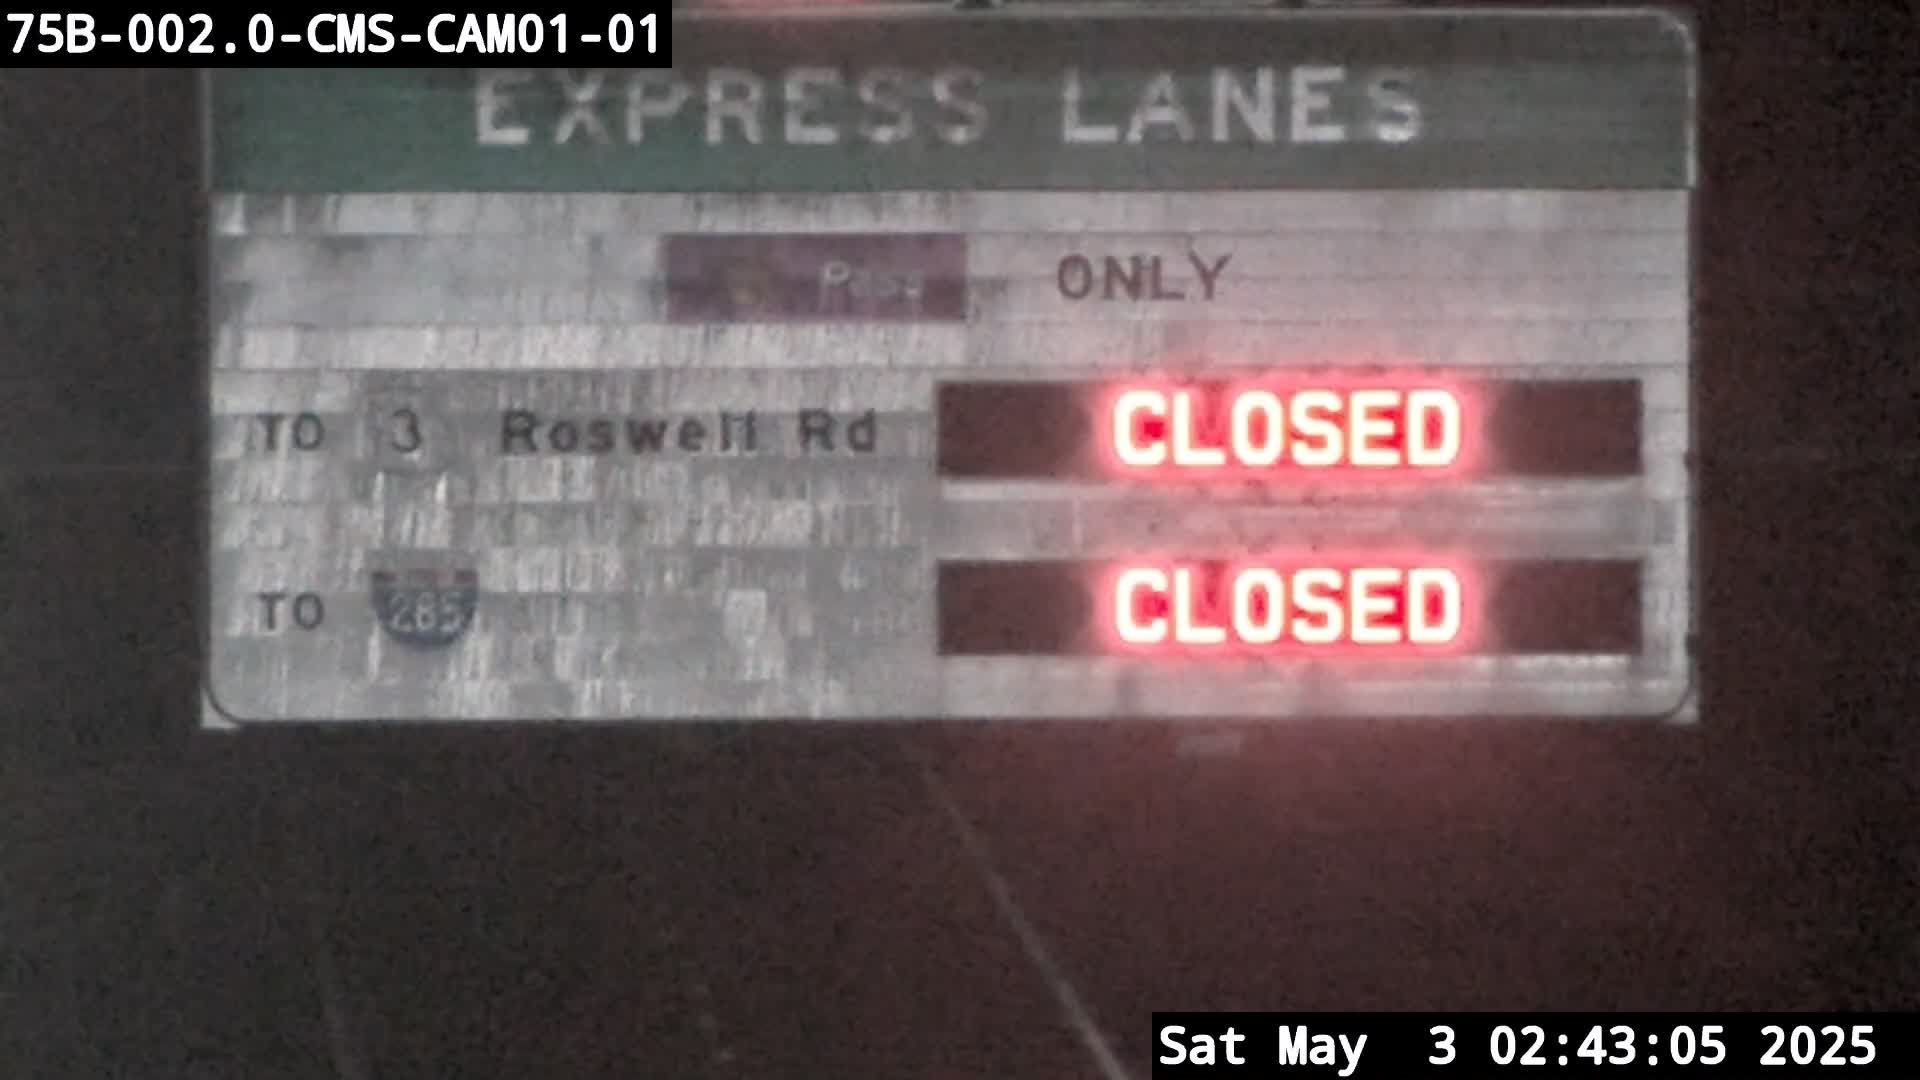 75B-002.0-CMS-CAM01-01
EXPRESS LANES
Pass ONLY
TO 3 Roswell Rd CLOSED
TO 285 CLOSED
Sat May 3 02:43:05 2025